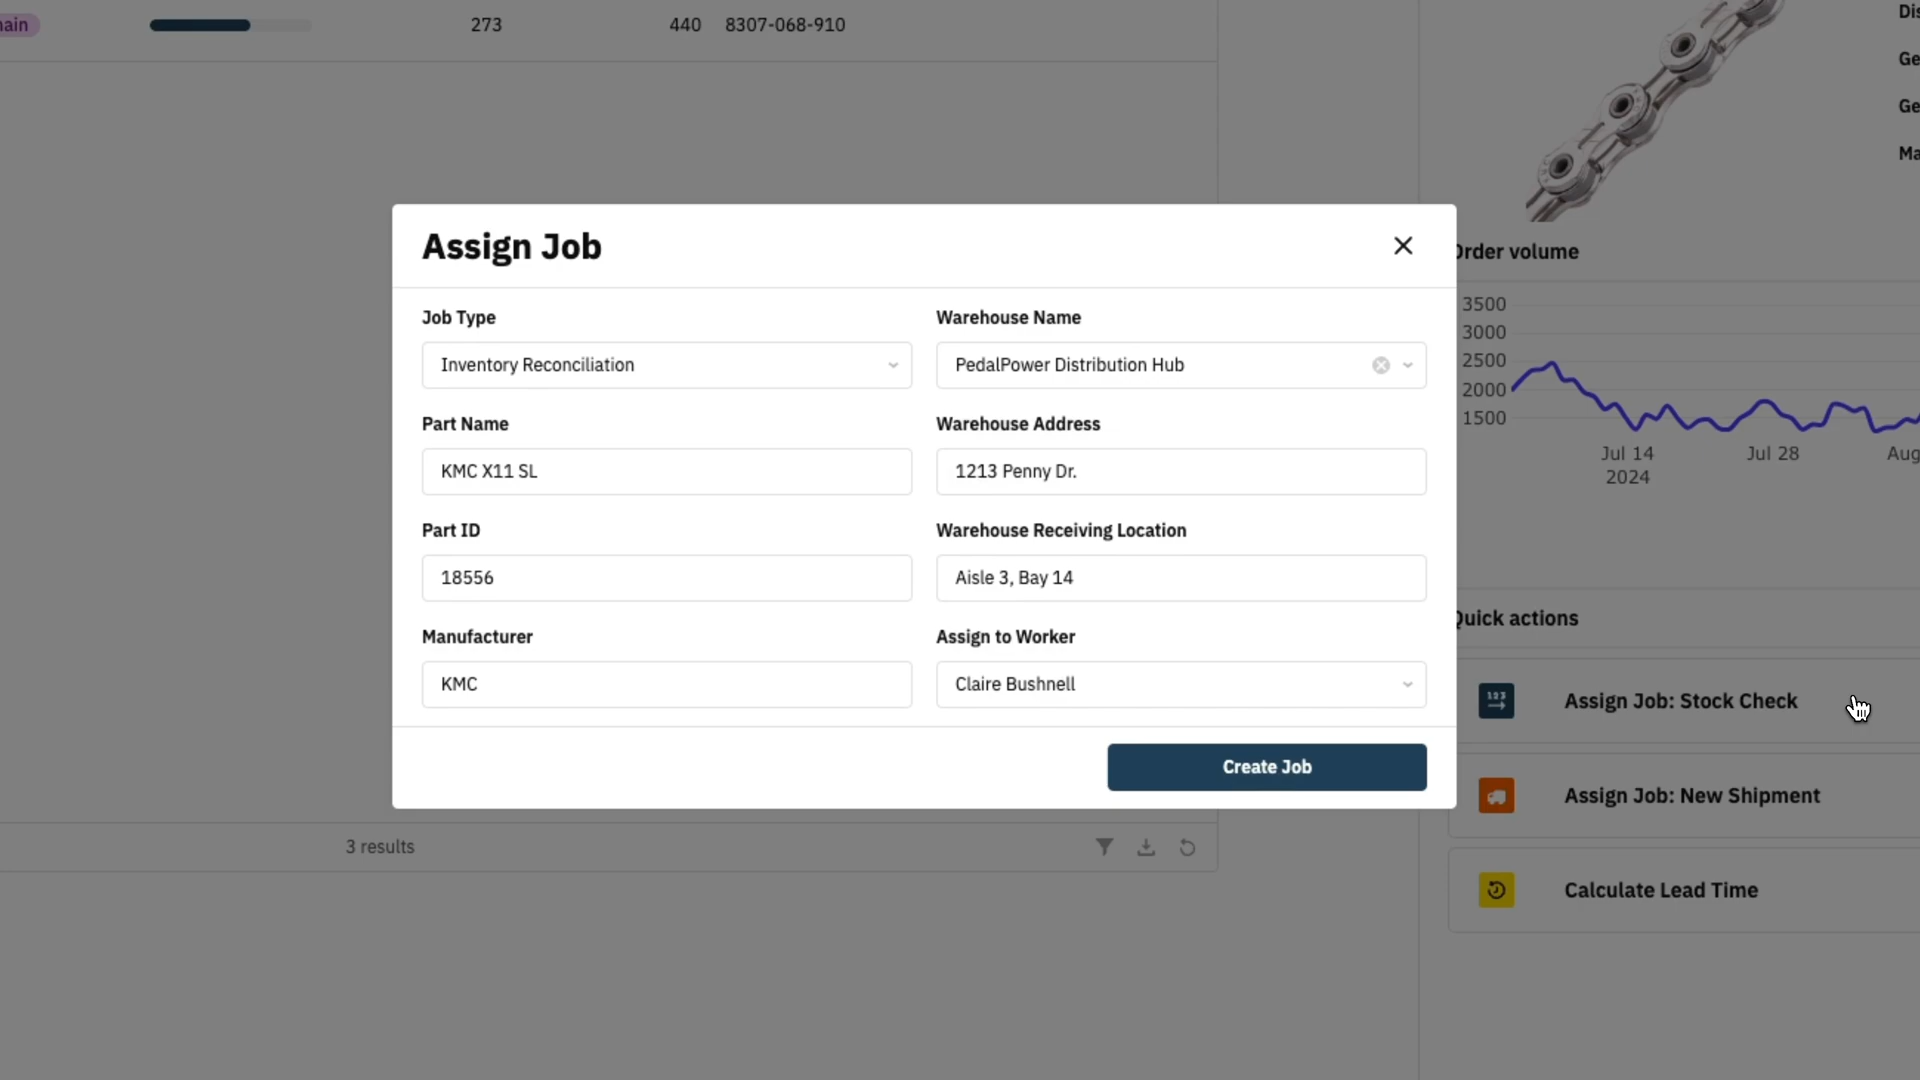 ain
273
440
8307-068-910
Assign Job
Job Type
Inventory Reconciliation
Warehouse Name
PedalPower Distribution Hub
Part Name
KMC X11 SL
Warehouse Address
1213 Penny Dr.
Part ID
18556
Warehouse Receiving Location
Aisle 3, Bay 14
Manufacturer
KMC
Assign to Worker
Claire Bushnell
Create Job
3 results
Dis
Ge
Ge
Ma
Order volume
3500
3000
2500
2000
1500
Jul 14
2024
Jul 28
Aug
Quick actions
123
Assign Job: Stock Check
Assign Job: New Shipment
Calculate Lead Time